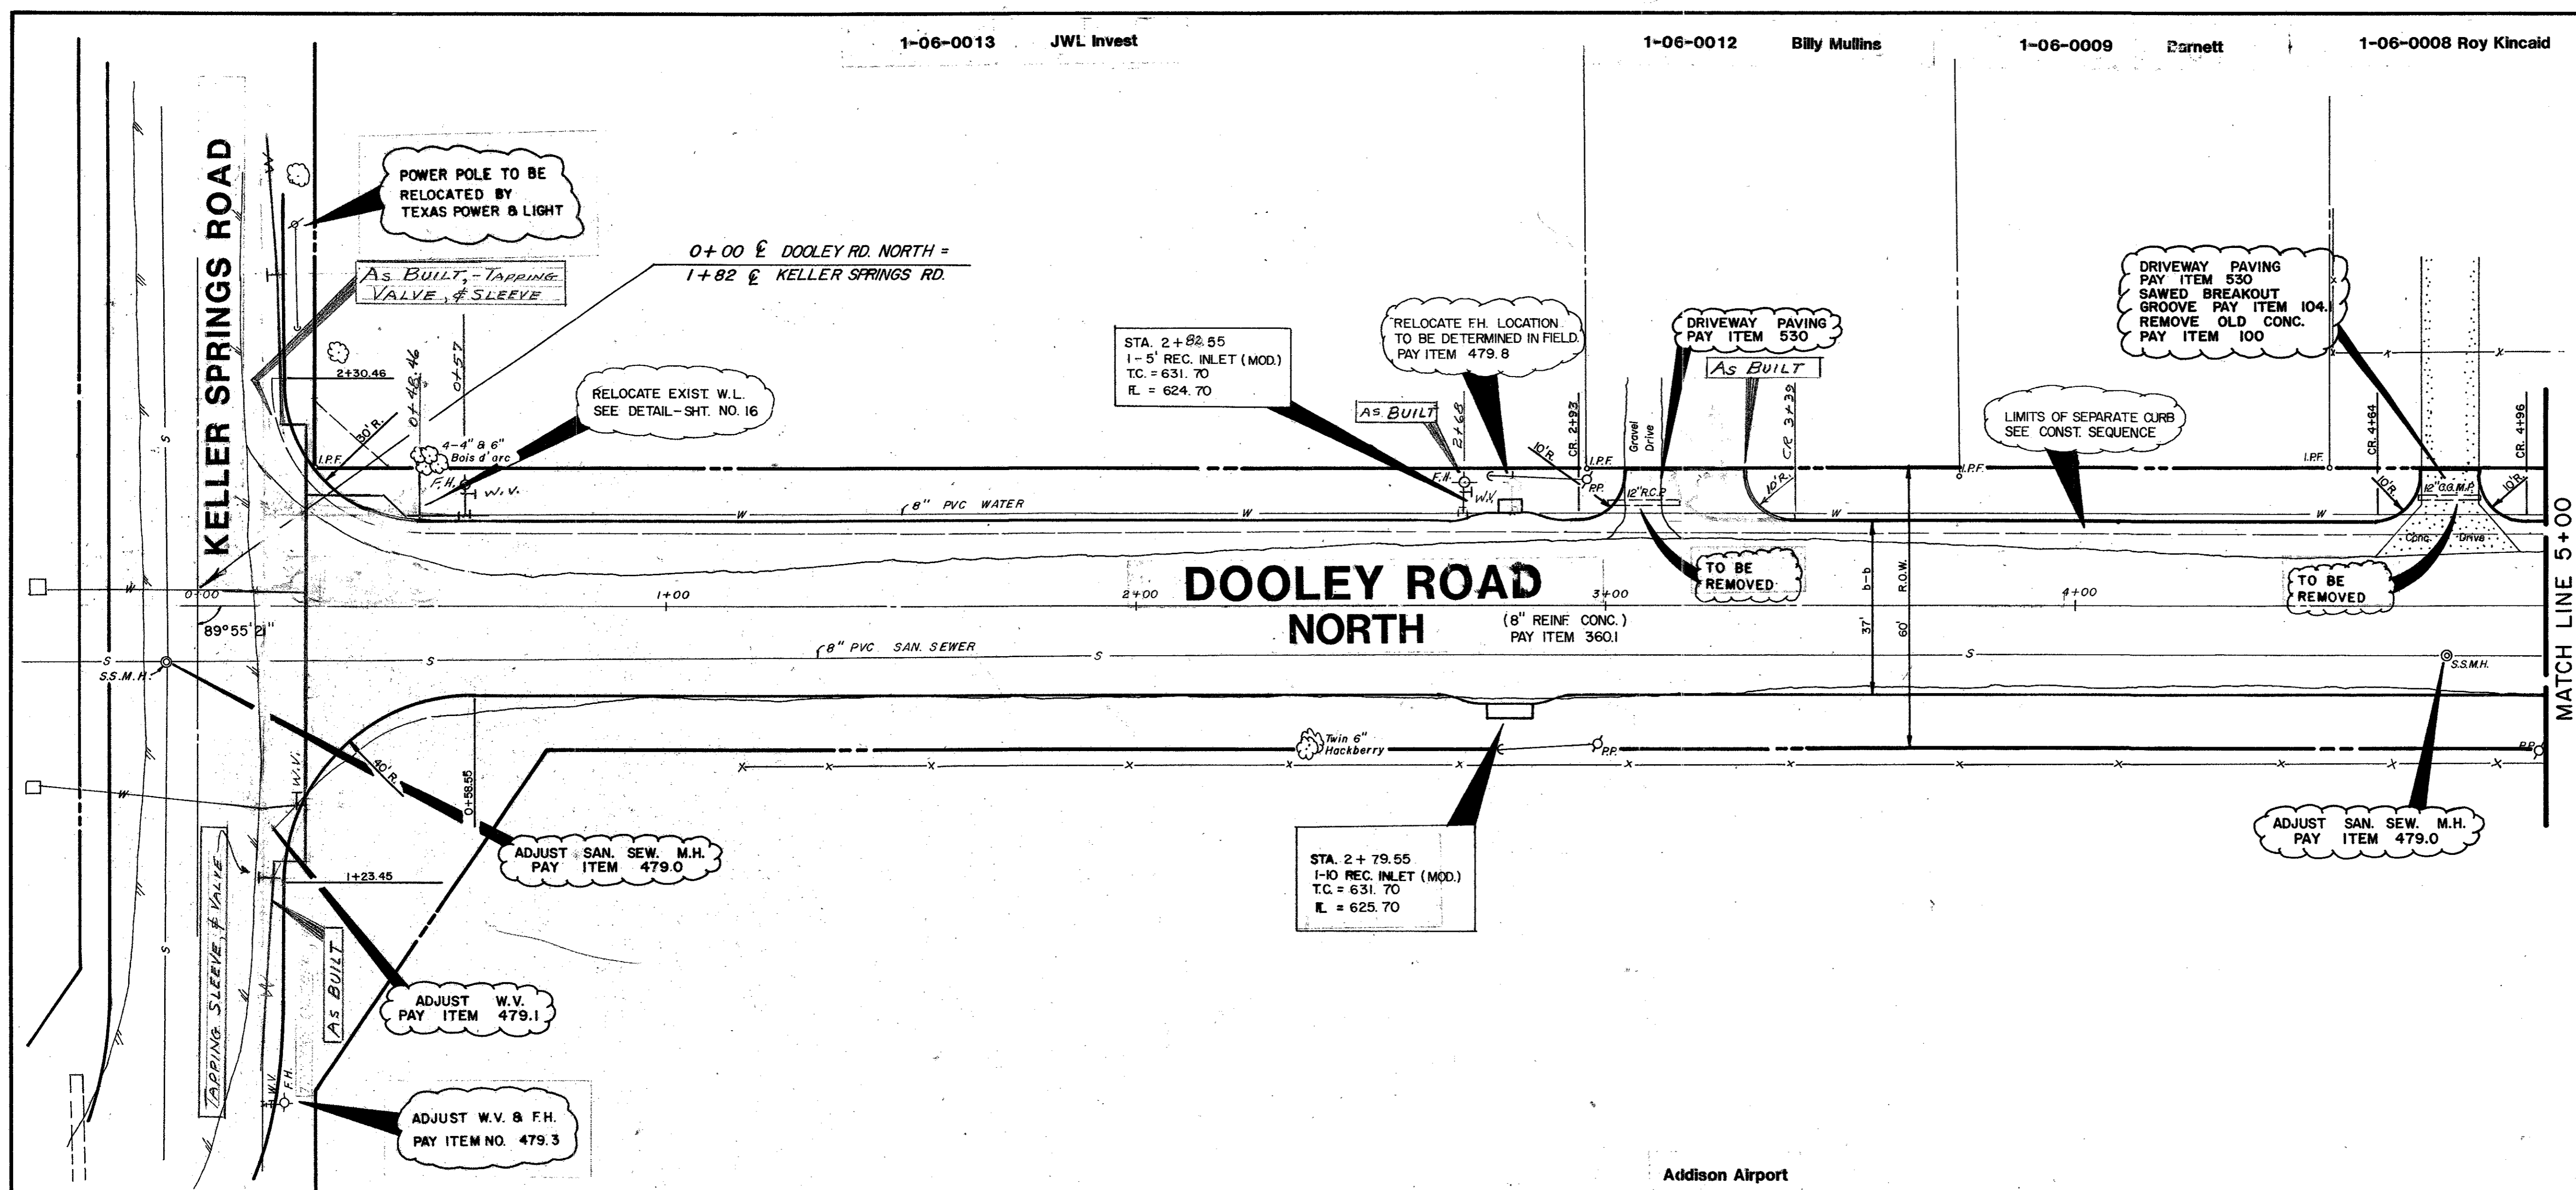 1-06-0013 JWL Invest
1-06-0012 Billy Mullins
1-06-0009 Barnett
1-06-0008 Roy Kincaid
KELLER SPRINGS ROAD
W
POWER POLE TO BE
RELOCATED BY
TEXAS POWER & LIGHT
AS BUILT,-TAPPING
VALVE, & SLEEVE
0+00 ℄ DOOLEY RD. NORTH =
1+82 ℄ KELLER SPRINGS RD.
2+30.46
30' R.
0+48.46
0+57
4-4" & 6"
Bois d'arc
I.P.F.
F.H.
W.V.
RELOCATE EXIST W.L.
SEE DETAIL-SHT. NO. 16
8" PVC WATER
W
W
STA. 2+82.55
1-5' REC. INLET (MOD.)
T.C. = 631.70
FL = 624.70
RELOCATE F.H. LOCATION
TO BE DETERMINED IN FIELD.
PAY ITEM 479.8
AS BUILT
2+68
F.H.
W.V.
10' R.
CR. 2+93
I.P.F.
P.P.
Gravel
Drive
12" R.C.P.
DRIVEWAY PAVING
PAY ITEM 530
AS BUILT
CR 3+39
10' R.
TO BE
REMOVED
W
I.P.F.
LIMITS OF SEPARATE CURB
SEE CONST. SEQUENCE
DRIVEWAY PAVING
PAY ITEM 530
SAWED BREAKOUT
GROOVE PAY ITEM 104.1
REMOVE OLD CONC.
PAY ITEM 100
I.P.F.
CR. 4+64
CR. 4+96
10' R.
12" C.G.M.P.
10' R.
W
Conc. Drive
TO BE
REMOVED
MATCH LINE 5+00
W
0+00
1+00
2+00
3+00
4+00
DOOLEY ROAD
NORTH
(8" REINF. CONC.)
PAY ITEM 360.1
37' b-b
60' R.O.W.
89°55'21"
S
S
8" PVC SAN. SEWER
S
S
S
S.S.M.H.
S.S.M.H.
S
40' R.
0+58.55
W.V.
W
Twin 6"
Hackberry
P.P.
P.P.
ADJUST SAN. SEW. M.H.
PAY ITEM 479.0
STA. 2+79.55
1-10 REC. INLET (MOD.)
T.C. = 631.70
FL = 625.70
ADJUST SAN. SEW. M.H.
PAY ITEM 479.0
1+23.45
TAPPING SLEEVE, & VALVE
AS BUILT
S
W
ADJUST W.V.
PAY ITEM 479.1
W.V.
F.H.
ADJUST W.V. & F.H.
PAY ITEM NO. 479.3
Addison Airport